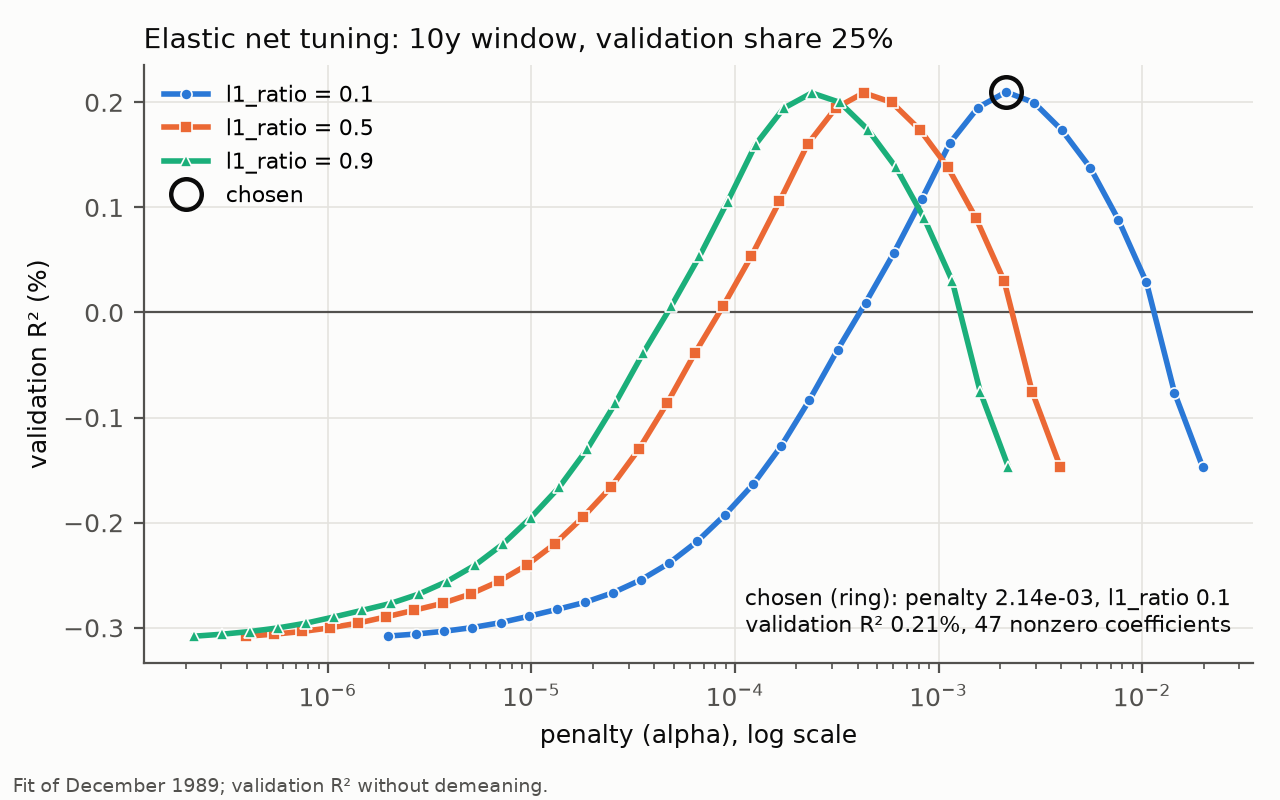 Elastic net tuning: 10y window, validation share 25%
l1_ratio = 0.1
l1_ratio = 0.5
l1_ratio = 0.9
chosen
validation R² (%)
0.2
0.1
0.0
−0.1
−0.2
−0.3
chosen (ring): penalty 2.14e-03, l1_ratio 0.1
validation R² 0.21%, 47 nonzero coefficients
10⁻⁶ 10⁻⁵ 10⁻⁴ 10⁻³ 10⁻²
penalty (alpha), log scale
Fit of December 1989; validation R² without demeaning.